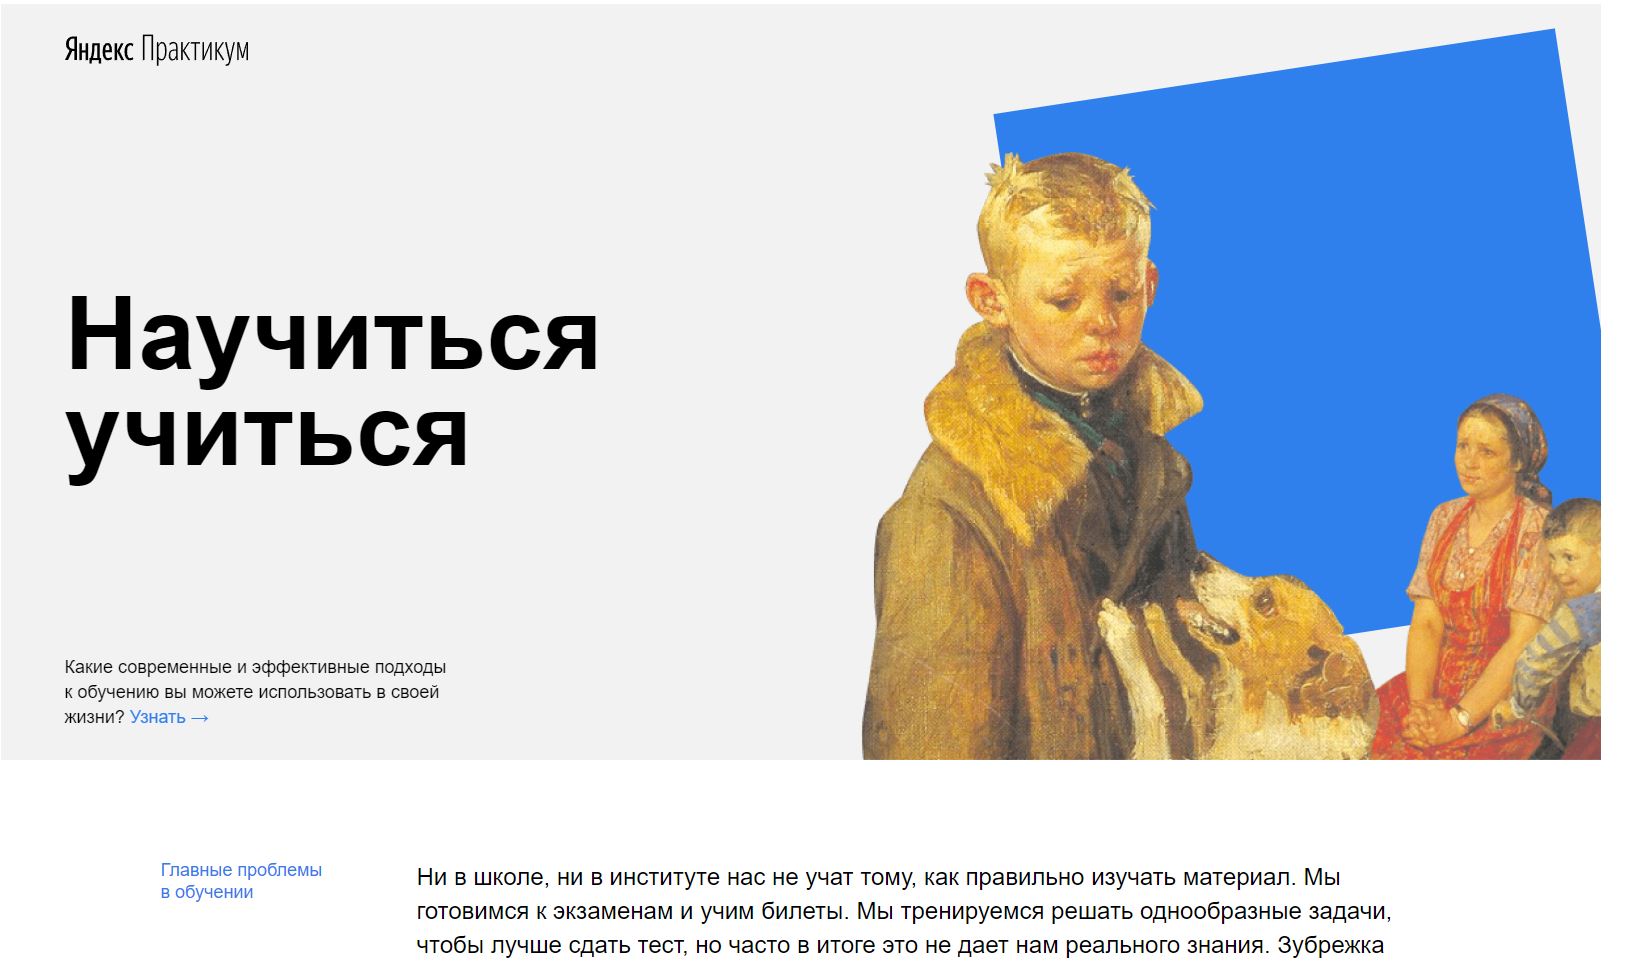 Яндекс Практикум
Научиться
учиться
Какие современные и эффективные подходы
к обучению вы можете использовать в своей
жизни? Узнать →
Главные проблемы
в обучении
Ни в школе, ни в институте нас не учат тому, как правильно изучать материал. Мы
готовимся к экзаменам и учим билеты. Мы тренируемся решать однообразные задачи,
чтобы лучше сдать тест, но часто в итоге это не дает нам реального знания. Зубрежка